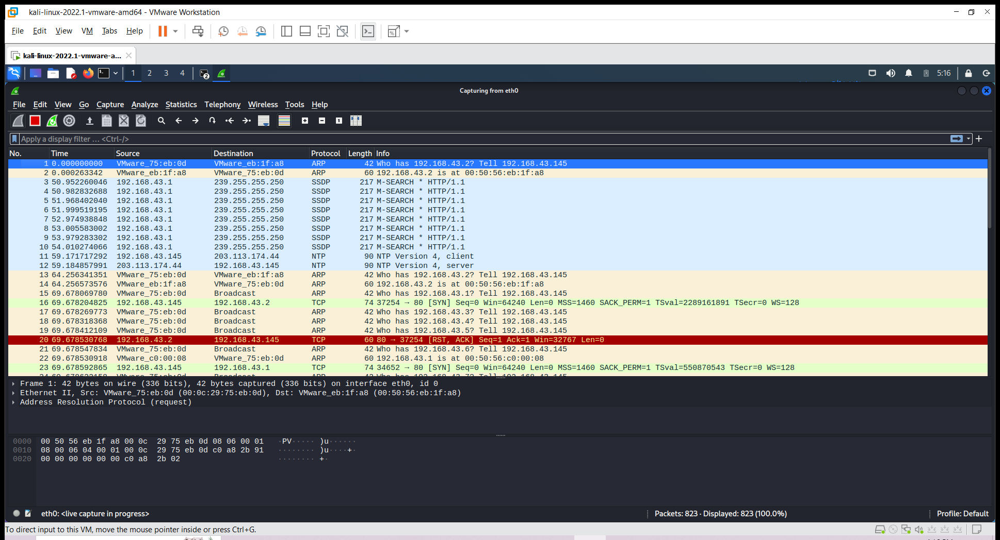 kali-linux-2022.1-vmware-amd64 - VMware Workstation
File Edit View VM Tabs Help
kali-linux-2022.1-vmware-a...
1 2 3 4 2 5:16
Capturing from eth0
File Edit View Go Capture Analyze Statistics Telephony Wireless Tools Help
Apply a display filter … <Ctrl-/>
No. Time Source Destination Protocol Length Info
1 0.000000000 VMware_75:eb:0d VMware_eb:1f:a8 ARP 42 Who has 192.168.43.2? Tell 192.168.43.145
2 0.000263342 VMware_eb:1f:a8 VMware_75:eb:0d ARP 60 192.168.43.2 is at 00:50:56:eb:1f:a8
3 50.952260046 192.168.43.1 239.255.255.250 SSDP 217 M-SEARCH * HTTP/1.1
4 50.982832688 192.168.43.1 239.255.255.250 SSDP 217 M-SEARCH * HTTP/1.1
5 51.968402040 192.168.43.1 239.255.255.250 SSDP 217 M-SEARCH * HTTP/1.1
6 51.999519195 192.168.43.1 239.255.255.250 SSDP 217 M-SEARCH * HTTP/1.1
7 52.974938848 192.168.43.1 239.255.255.250 SSDP 217 M-SEARCH * HTTP/1.1
8 53.005583002 192.168.43.1 239.255.255.250 SSDP 217 M-SEARCH * HTTP/1.1
9 53.979283302 192.168.43.1 239.255.255.250 SSDP 217 M-SEARCH * HTTP/1.1
10 54.010274066 192.168.43.1 239.255.255.250 SSDP 217 M-SEARCH * HTTP/1.1
11 59.171717292 192.168.43.145 203.113.174.44 NTP 90 NTP Version 4, client
12 59.184857991 203.113.174.44 192.168.43.145 NTP 90 NTP Version 4, server
13 64.256341351 VMware_75:eb:0d VMware_eb:1f:a8 ARP 42 Who has 192.168.43.2? Tell 192.168.43.145
14 64.256573576 VMware_eb:1f:a8 VMware_75:eb:0d ARP 60 192.168.43.2 is at 00:50:56:eb:1f:a8
15 69.678069780 VMware_75:eb:0d Broadcast ARP 42 Who has 192.168.43.1? Tell 192.168.43.145
16 69.678204825 192.168.43.145 192.168.43.2 TCP 74 37254 → 80 [SYN] Seq=0 Win=64240 Len=0 MSS=1460 SACK_PERM=1 TSval=2289161891 TSecr=0 WS=128
17 69.678269773 VMware_75:eb:0d Broadcast ARP 42 Who has 192.168.43.3? Tell 192.168.43.145
18 69.678318368 VMware_75:eb:0d Broadcast ARP 42 Who has 192.168.43.4? Tell 192.168.43.145
19 69.678412109 VMware_75:eb:0d Broadcast ARP 42 Who has 192.168.43.5? Tell 192.168.43.145
20 69.678530768 192.168.43.2 192.168.43.145 TCP 60 80 → 37254 [RST, ACK] Seq=1 Ack=1 Win=32767 Len=0
21 69.678547834 VMware_75:eb:0d Broadcast ARP 42 Who has 192.168.43.6? Tell 192.168.43.145
22 69.678530918 VMware_c0:00:08 VMware_75:eb:0d ARP 60 192.168.43.1 is at 00:50:56:c0:00:08
23 69.678592865 192.168.43.145 192.168.43.1 TCP 74 34652 → 80 [SYN] Seq=0 Win=64240 Len=0 MSS=1460 SACK_PERM=1 TSval=550870543 TSecr=0 WS=128
Frame 1: 42 bytes on wire (336 bits), 42 bytes captured (336 bits) on interface eth0, id 0
Ethernet II, Src: VMware_75:eb:0d (00:0c:29:75:eb:0d), Dst: VMware_eb:1f:a8 (00:50:56:eb:1f:a8)
Address Resolution Protocol (request)
0000 00 50 56 eb 1f a8 00 0c 29 75 eb 0d 08 06 00 01 ·PV····· )u······
0010 08 00 06 04 00 01 00 0c 29 75 eb 0d c0 a8 2b 91 ········ )u····+·
0020 00 00 00 00 00 00 c0 a8 2b 02 ········ +·
eth0: <live capture in progress> Packets: 823 · Displayed: 823 (100.0%) Profile: Default
To direct input to this VM, move the mouse pointer inside or press Ctrl+G.